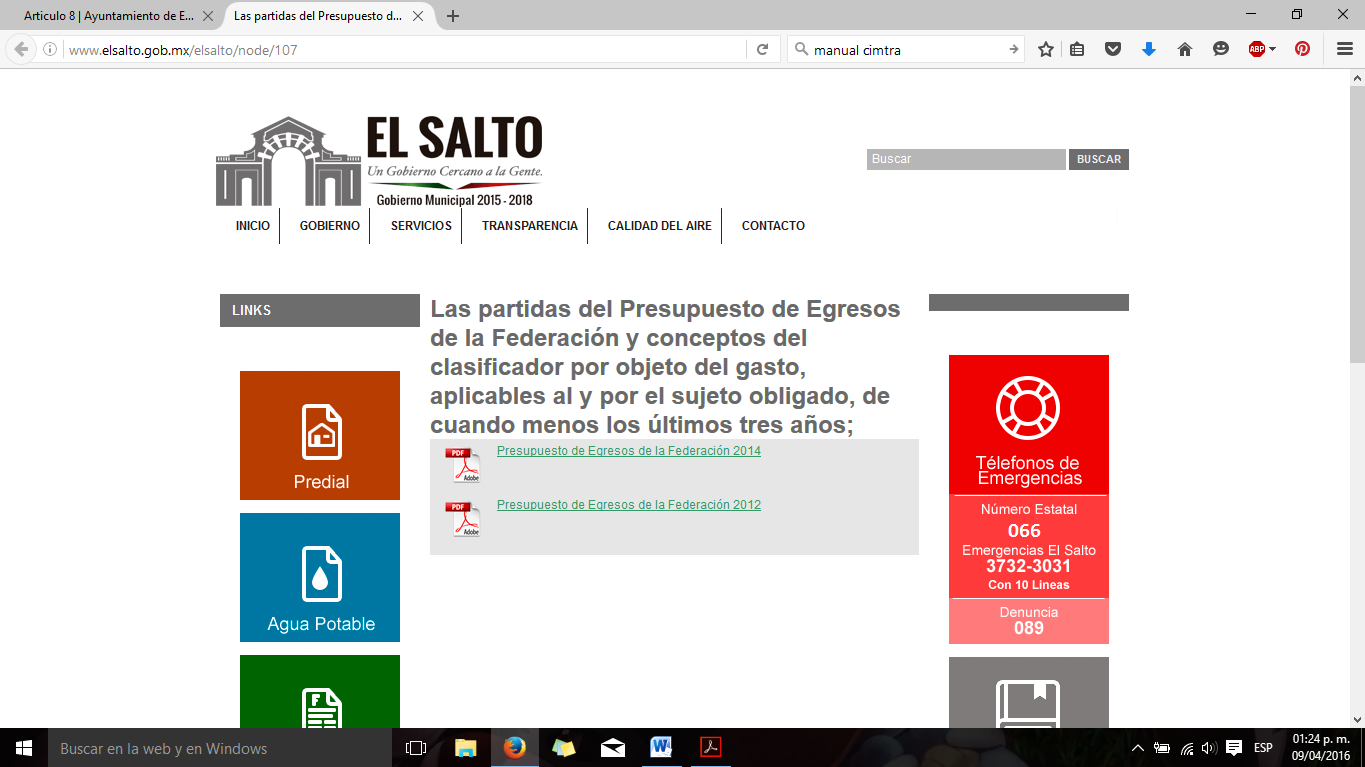 Articulo 8 | Ayuntamiento de E...
Las partidas del Presupuesto d...
www.elsalto.gob.mx/elsalto/node/107
manual cimtra
ABP
EL SALTO
Un Gobierno Cercano a la Gente.
Gobierno Municipal 2015 - 2018
Buscar
BUSCAR
INICIO
GOBIERNO
SERVICIOS
TRANSPARENCIA
CALIDAD DEL AIRE
CONTACTO
LINKS
Predial
Agua Potable
F
Las partidas del Presupuesto de Egresos
de la Federación y conceptos del
clasificador por objeto del gasto,
aplicables al y por el sujeto obligado, de
cuando menos los últimos tres años;
PDF
Adobe
Presupuesto de Egresos de la Federación 2014
PDF
Adobe
Presupuesto de Egresos de la Federación 2012
Télefonos de
Emergencias
Número Estatal
066
Emergencias El Salto
3732-3031
Con 10 Lineas
Denuncia
089
Buscar en la web y en Windows
W
ESP
01:24 p. m.
09/04/2016